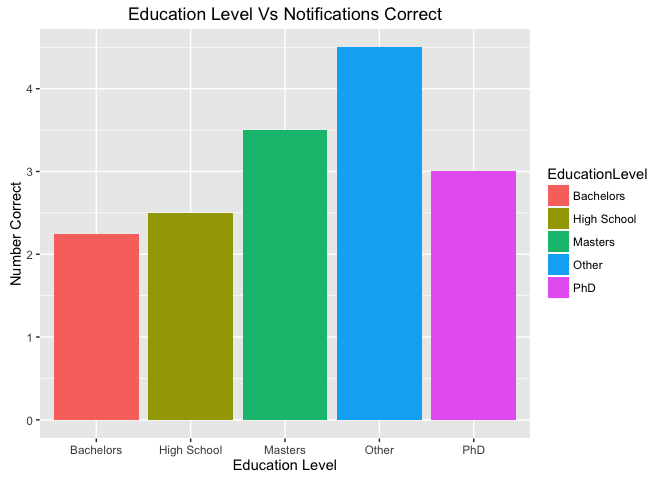 Education Level Vs Notifications Correct
Number Correct
4
3
2
1
0
Bachelors High School Masters Other PhD
Education Level
EducationLevel
Bachelors
High School
Masters
Other
PhD